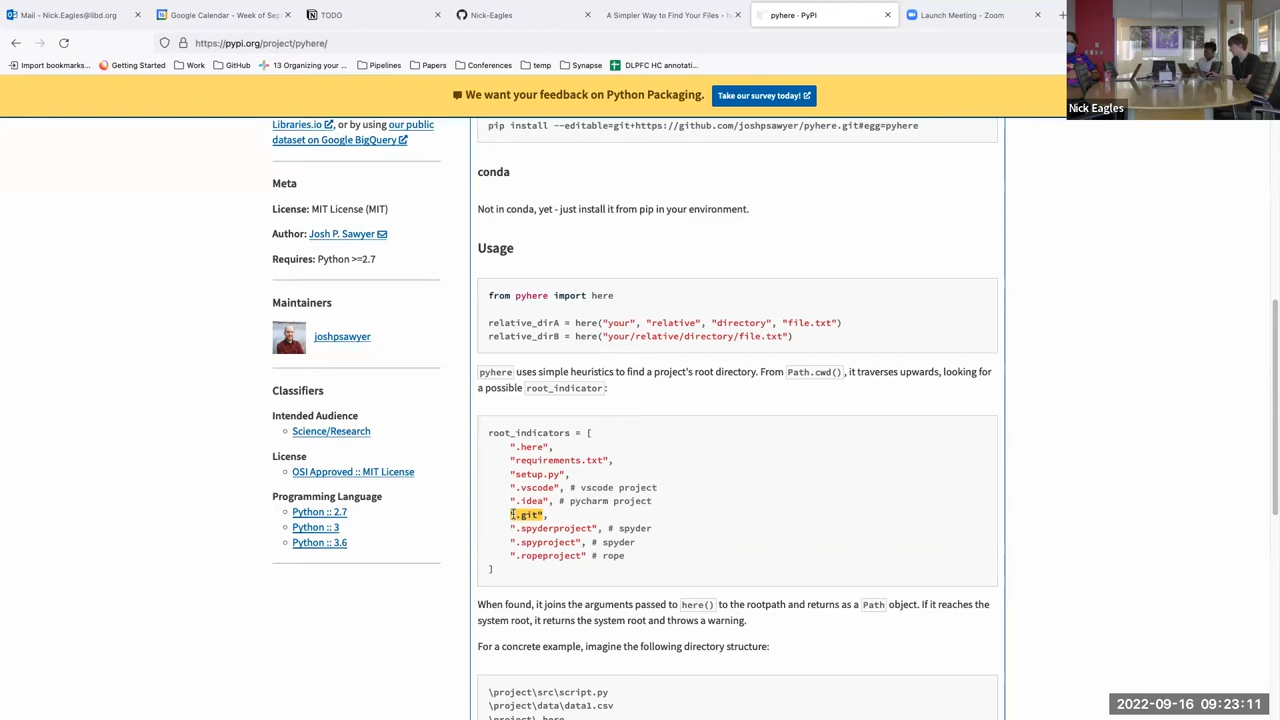 Mail - Nick.Eagles@libd.org
Google Calendar - Week of Sep
TODO
Nick-Eagles
A Simpler Way to Find Your Files • h
pyhere · PyPI
Launch Meeting - Zoom
https://pypi.org/project/pyhere/
Import bookmarks...
Getting Started
Work
GitHub
13 Organizing your ...
Pipelines
Papers
Conferences
temp
Synapse
DLPFC HC annotati...
We want your feedback on Python Packaging.
Take our survey today!
Nick Eagles
Libraries.io, or by using our public
dataset on Google BigQuery
Meta
License: MIT License (MIT)
Author: Josh P. Sawyer
Requires: Python >=2.7
Maintainers
joshpsawyer
Classifiers
Intended Audience
Science/Research
License
OSI Approved :: MIT License
Programming Language
Python :: 2.7
Python :: 3
Python :: 3.6
pip install --editable=git+https://github.com/joshpsawyer/pyhere.git#egg=pyhere
conda
Not in conda, yet - just install it from pip in your environment.
Usage
from pyhere import here
relative_dirA = here("your", "relative", "directory", "file.txt")
relative_dirB = here("your/relative/directory/file.txt")
pyhere uses simple heuristics to find a project's root directory. From Path.cwd(), it traverses upwards, looking for
a possible root_indicator:
root_indicators = [
".here",
"requirements.txt",
"setup.py",
".vscode", # vscode project
".idea", # pycharm project
".git",
".spyderproject", # spyder
".spyproject", # spyder
".ropeproject" # rope
]
When found, it joins the arguments passed to here() to the rootpath and returns as a Path object. If it reaches the
system root, it returns the system root and throws a warning.
For a concrete example, imagine the following directory structure:
\project\src\script.py
\project\data\data1.csv
\project\.here
2022-09-16 09:23:11